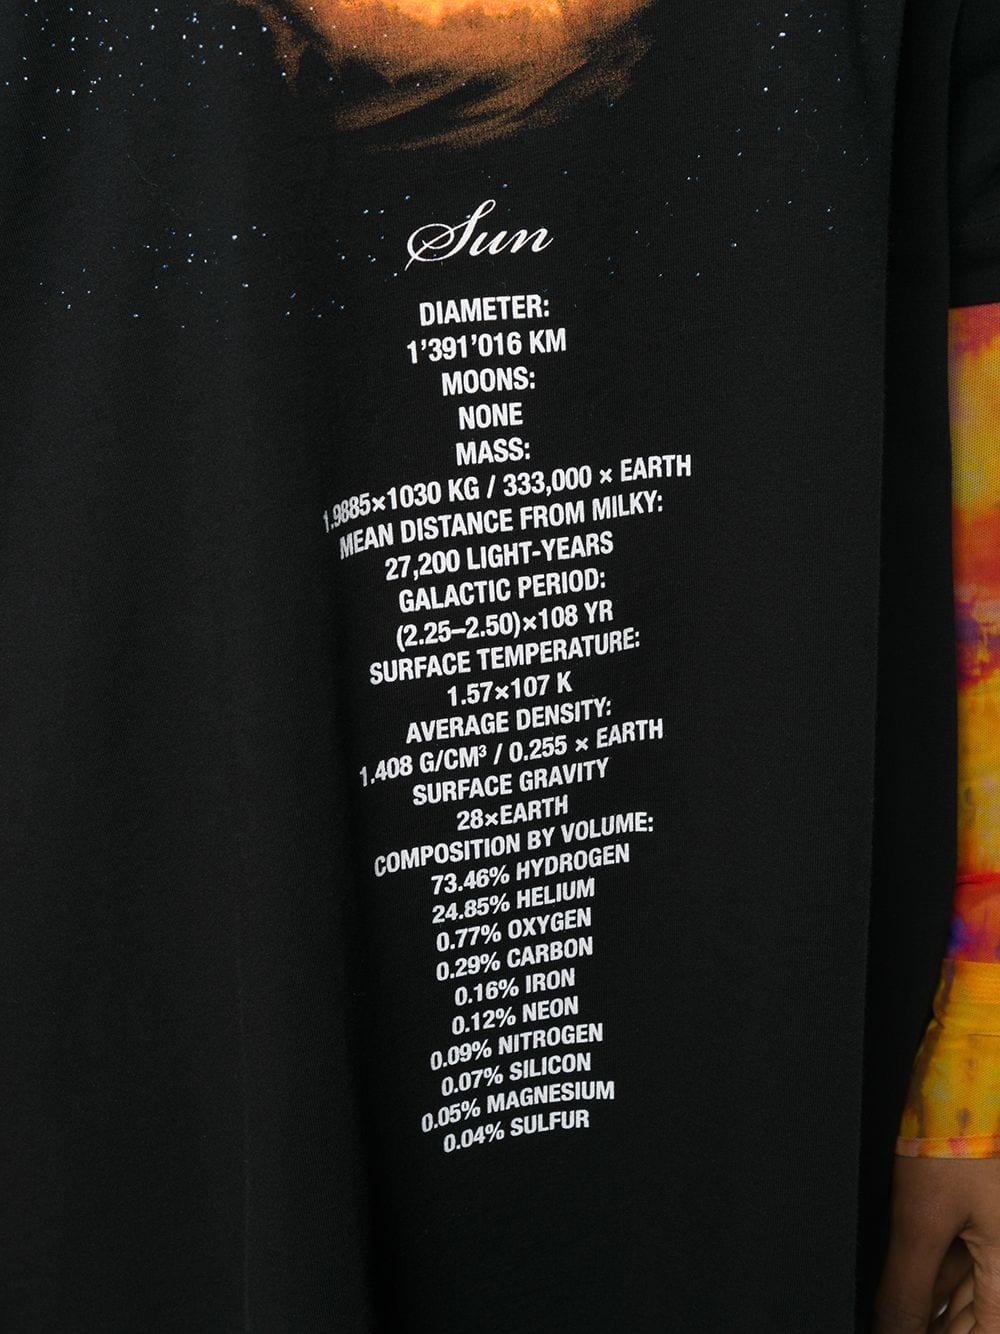 Sun
DIAMETER:
1’391’016 KM
MOONS:
NONE
MASS:
1.9885×1030 KG / 333,000 × EARTH
MEAN DISTANCE FROM MILKY:
27,200 LIGHT-YEARS
GALACTIC PERIOD:
(2.25–2.50)×108 YR
SURFACE TEMPERATURE:
1.57×107 K
AVERAGE DENSITY:
1.408 G/CM³ / 0.255 × EARTH
SURFACE GRAVITY
28×EARTH
COMPOSITION BY VOLUME:
73.46% HYDROGEN
24.85% HELIUM
0.77% OXYGEN
0.29% CARBON
0.16% IRON
0.12% NEON
0.09% NITROGEN
0.07% SILICON
0.05% MAGNESIUM
0.04% SULFUR